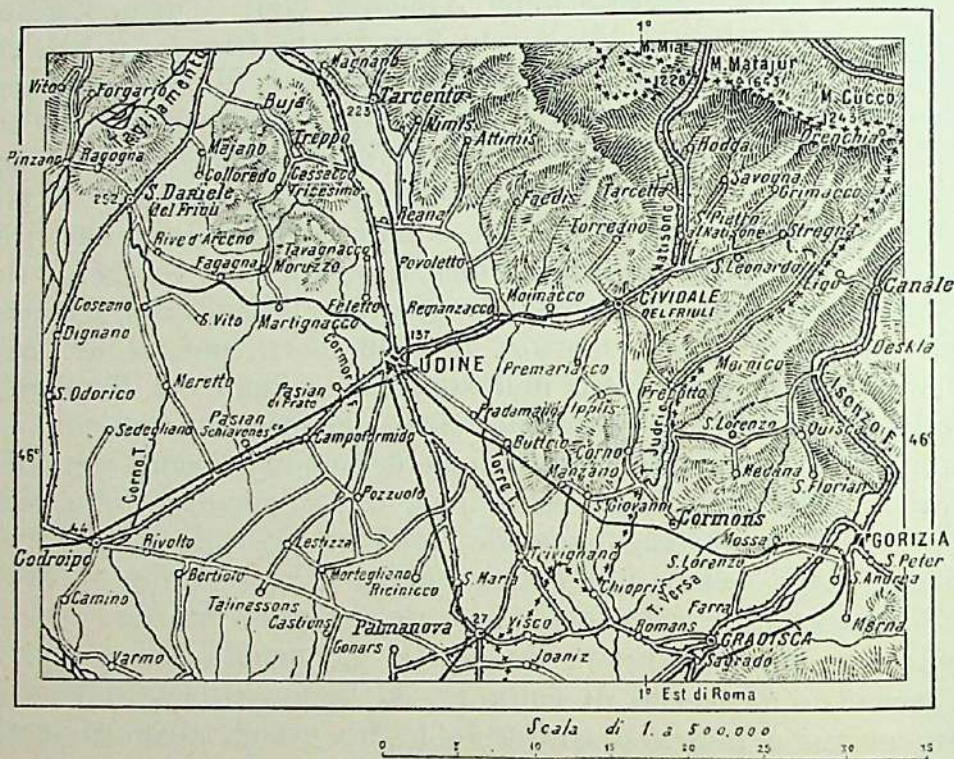 1°
M. Mia
1228
M. Matajur
1643
M. Cucco
1243
Drenchia
Vito
Forgario
Tagliamento
Magnano
Tarcento
223
Buja
Nimis
Treppo
Attimis
Pinzano
Ragogna
Majano
Colloredo
Cassacco
Tricesimo
Rodda
Savogna
Grimacco
Tarcetta
252
S. Daniele
del Friuli
Reana
Faedis
Torreano
Natisone T.
S. Pietro
al Natisone
Stregna
Rive d'Arcano
Tavagnacco
Fagagna
Moruzzo
Povoletto
S. Leonardo
Canale
Coseano
S. Vito
Martignacco
Feletto
Remanzacco
Moimacco
CIVIDALE
DEL FRIULI
Dignano
Cormor T.
137
UDINE
Premariacco
Deskla
S. Odorico
Meretto
Pasian
di Prato
Prepotto
Isonzo F.
Pradamano
Ipplis
Sedegliano
Pasian
Schiavonesco
Campoformido
Buttrio
Corno
T. Judrio
S. Lorenzo
Quisca
46°
46°
Corno T.
Manzano
Medana
S. Florian
Torre T.
Pozzuolo
S. Giovanni
Cormons
44
Codroipo
Rivolto
Lestizza
Trivignano
Mossa
GORIZIA
S. Peter
Bertiolo
Mortegliano
S. Maria
S. Lorenzo
S. Andrea
Camino
Talmassons
Chiopris
T. Versa
Farra
Merna
Castions
Palmanova
27
Visco
Romans
GRADISCA
Varmo
Gonars
Joaniz
Sagrado
1° Est di Roma
Scala di 1. a 500.000
0 5 10 15 20 25 30 35